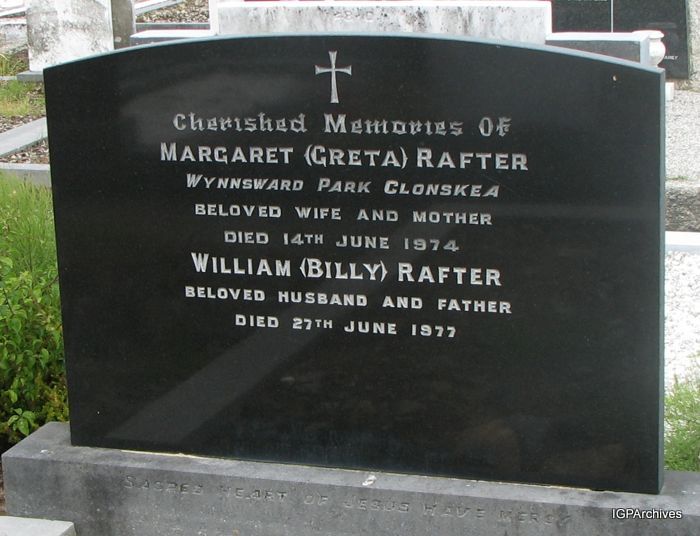 Cherished Memories Of
MARGARET (GRETA) RAFTER
WYNNSWARD PARK CLONSKEA
BELOVED WIFE AND MOTHER
DIED 14TH JUNE 1974
WILLIAM (BILLY) RAFTER
BELOVED HUSBAND AND FATHER
DIED 27TH JUNE 1977
SACRED HEART OF JESUS HAVE MERCY
IGPArchives